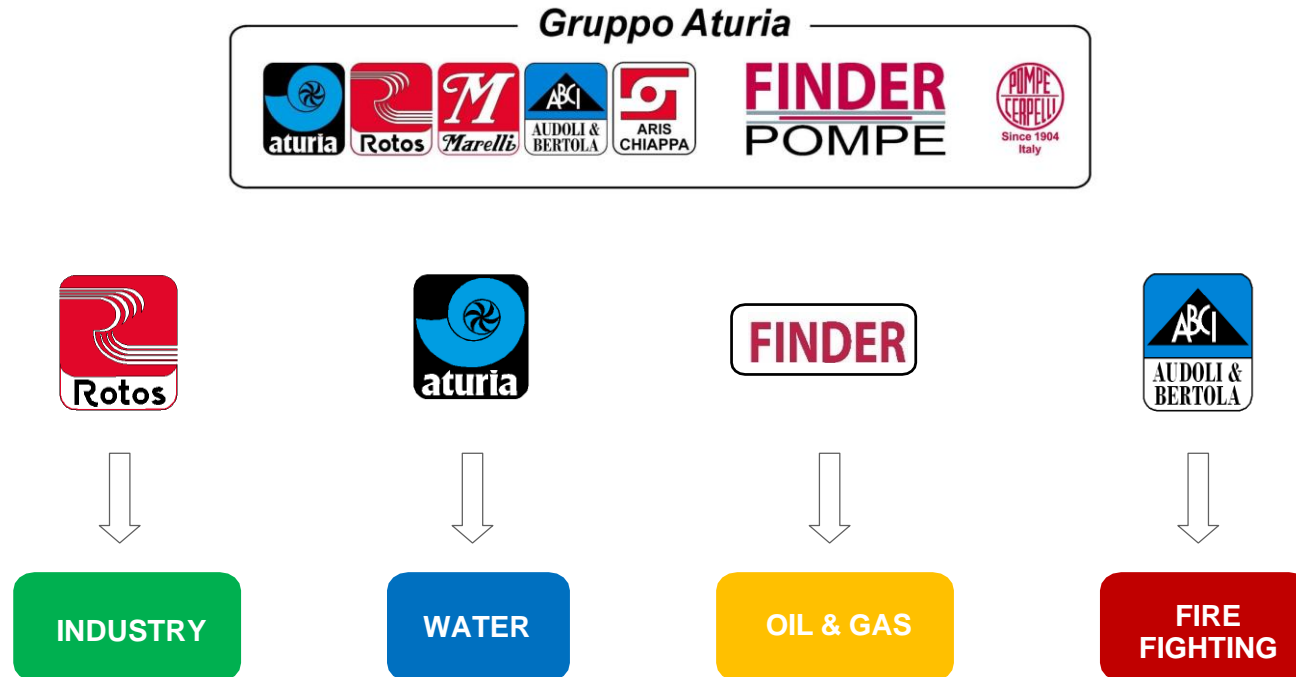 Gruppo Aturia
aturia
Rotos
M
Marelli
ABCI
AUDOLI &
BERTOLA
ARIS
CHIAPPA
FINDER
POMPE
POMPE
CERPELLI
Since 1904
Italy
Rotos
aturia
FINDER
ABCI
AUDOLI &
BERTOLA
INDUSTRY
WATER
OIL & GAS
FIRE
FIGHTING